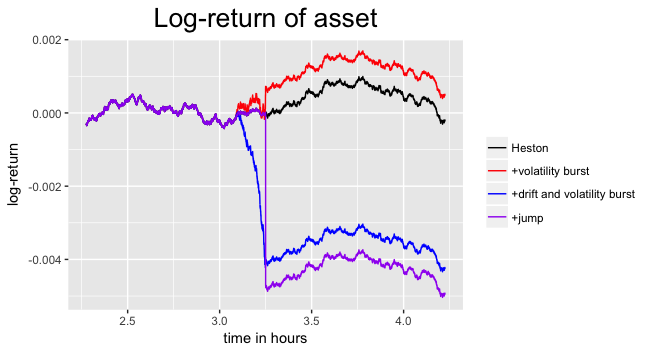 Log-return of asset
log-return
0.002
0.000
-0.002
-0.004
2.5 3.0 3.5 4.0
time in hours
Heston
+volatility burst
+drift and volatility burst
+jump